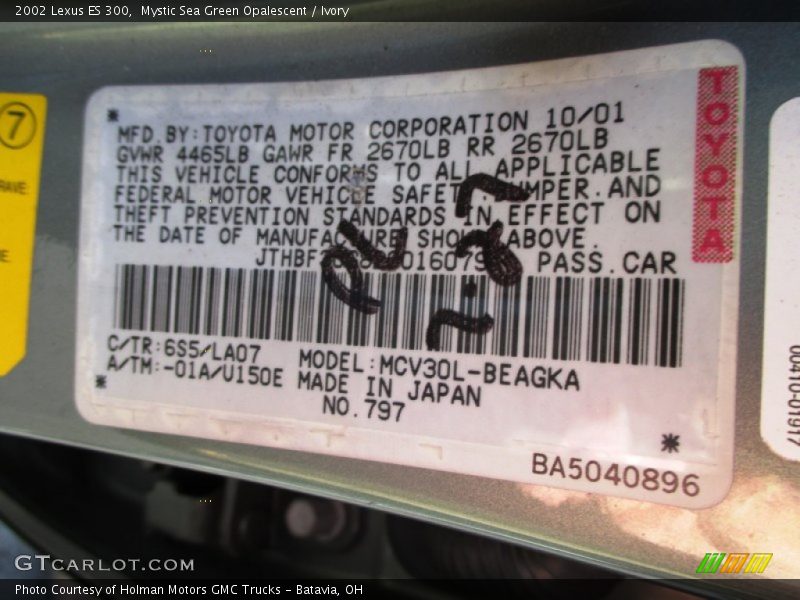 2002 Lexus ES 300,  Mystic Sea Green Opalescent / Ivory
7
MFD. BY: TOYOTA MOTOR CORPORATION 10/01
GVWR 4465LB GAWR FR 2670LB RR 2670LB
THIS VEHICLE CONFORMS TO ALL APPLICABLE
FEDERAL MOTOR VEHICLE AND
THEFT PREVENTION STANDARDS IN EFFECT ON
THE DATE OF MANUFACTURE ABOVE.
PASS.CAR
C/TR:6S5/LA07
A/TM:-01A/U150E
MODEL:MCV30L-BEAGKA
MADE IN JAPAN
NO.797
BA5040896
TOYOTA
00410-01917
GTCARLOT.COM
Photo Courtesy of Holman Motors GMC Trucks - Batavia, OH